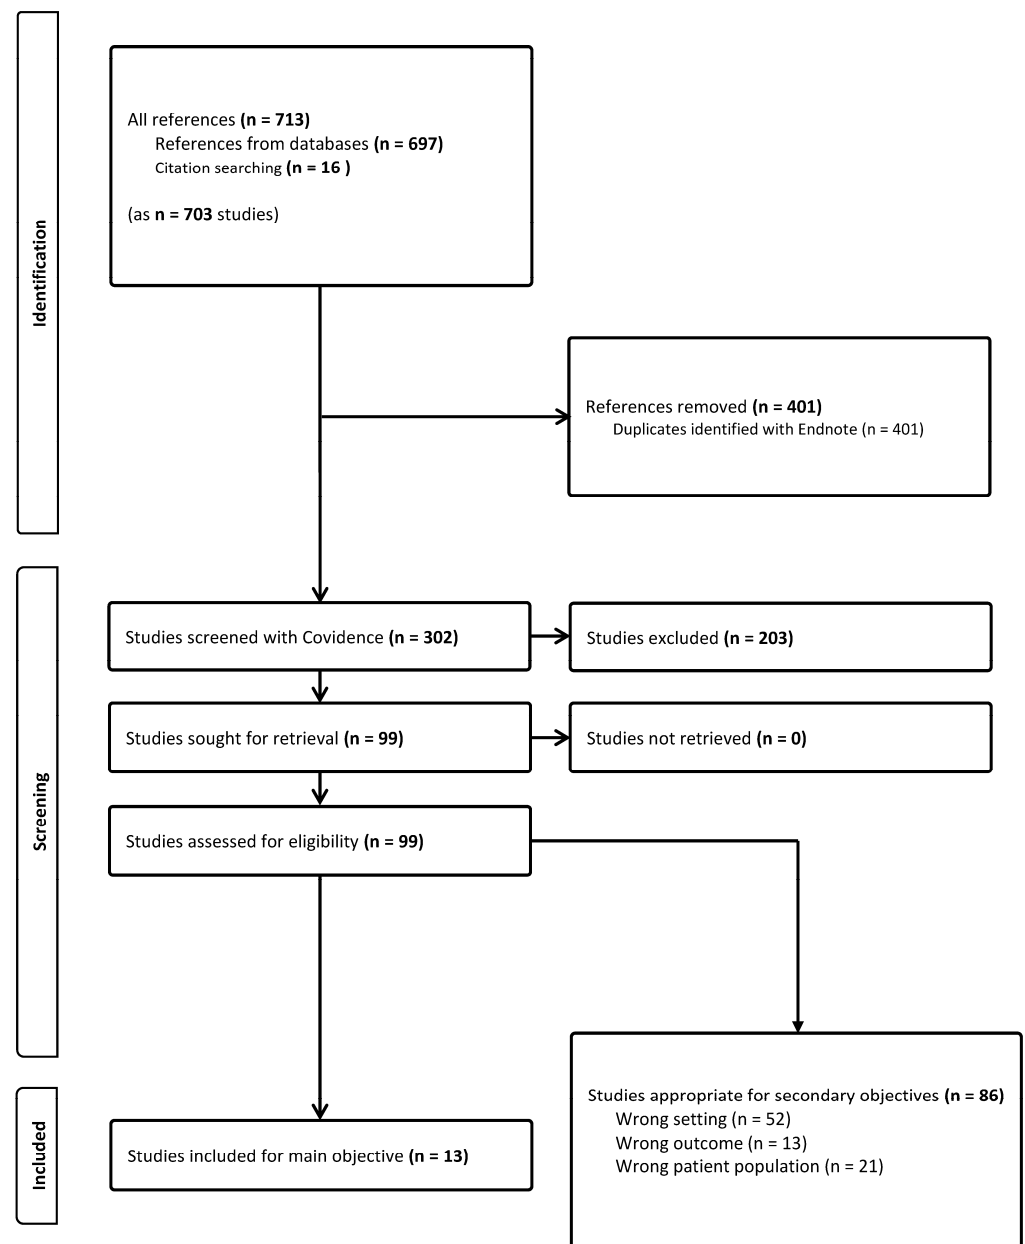 Identification
All references (n = 713)
References from databases (n = 697)
Citation searching (n = 16 )
(as n = 703 studies)
References removed (n = 401)
Duplicates identified with Endnote (n = 401)
Screening
Studies screened with Covidence (n = 302)
Studies excluded (n = 203)
Studies sought for retrieval (n = 99)
Studies not retrieved (n = 0)
Studies assessed for eligibility (n = 99)
Studies appropriate for secondary objectives (n = 86)
Wrong setting (n = 52)
Wrong outcome (n = 13)
Wrong patient population (n = 21)
Included
Studies included for main objective (n = 13)